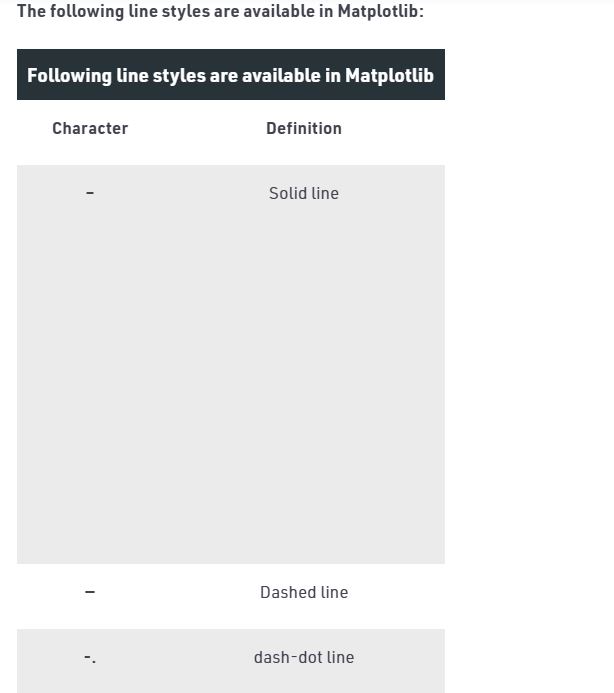 The following line styles are available in Matplotlib:
Following line styles are available in Matplotlib
Character Definition
- Solid line
– Dashed line
-. dash-dot line